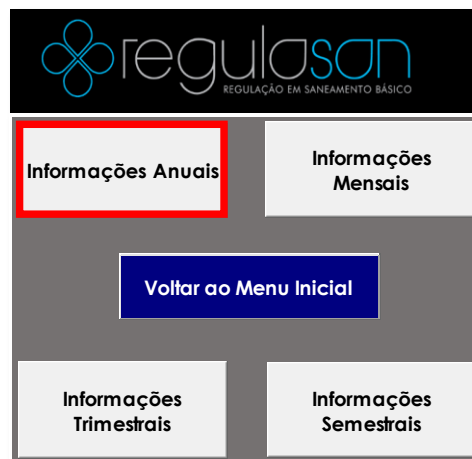 regulasan
REGULAÇÃO EM SANEAMENTO BÁSICO
Informações Anuais
Informações
Mensais
Voltar ao Menu Inicial
Informações
Trimestrais
Informações
Semestrais